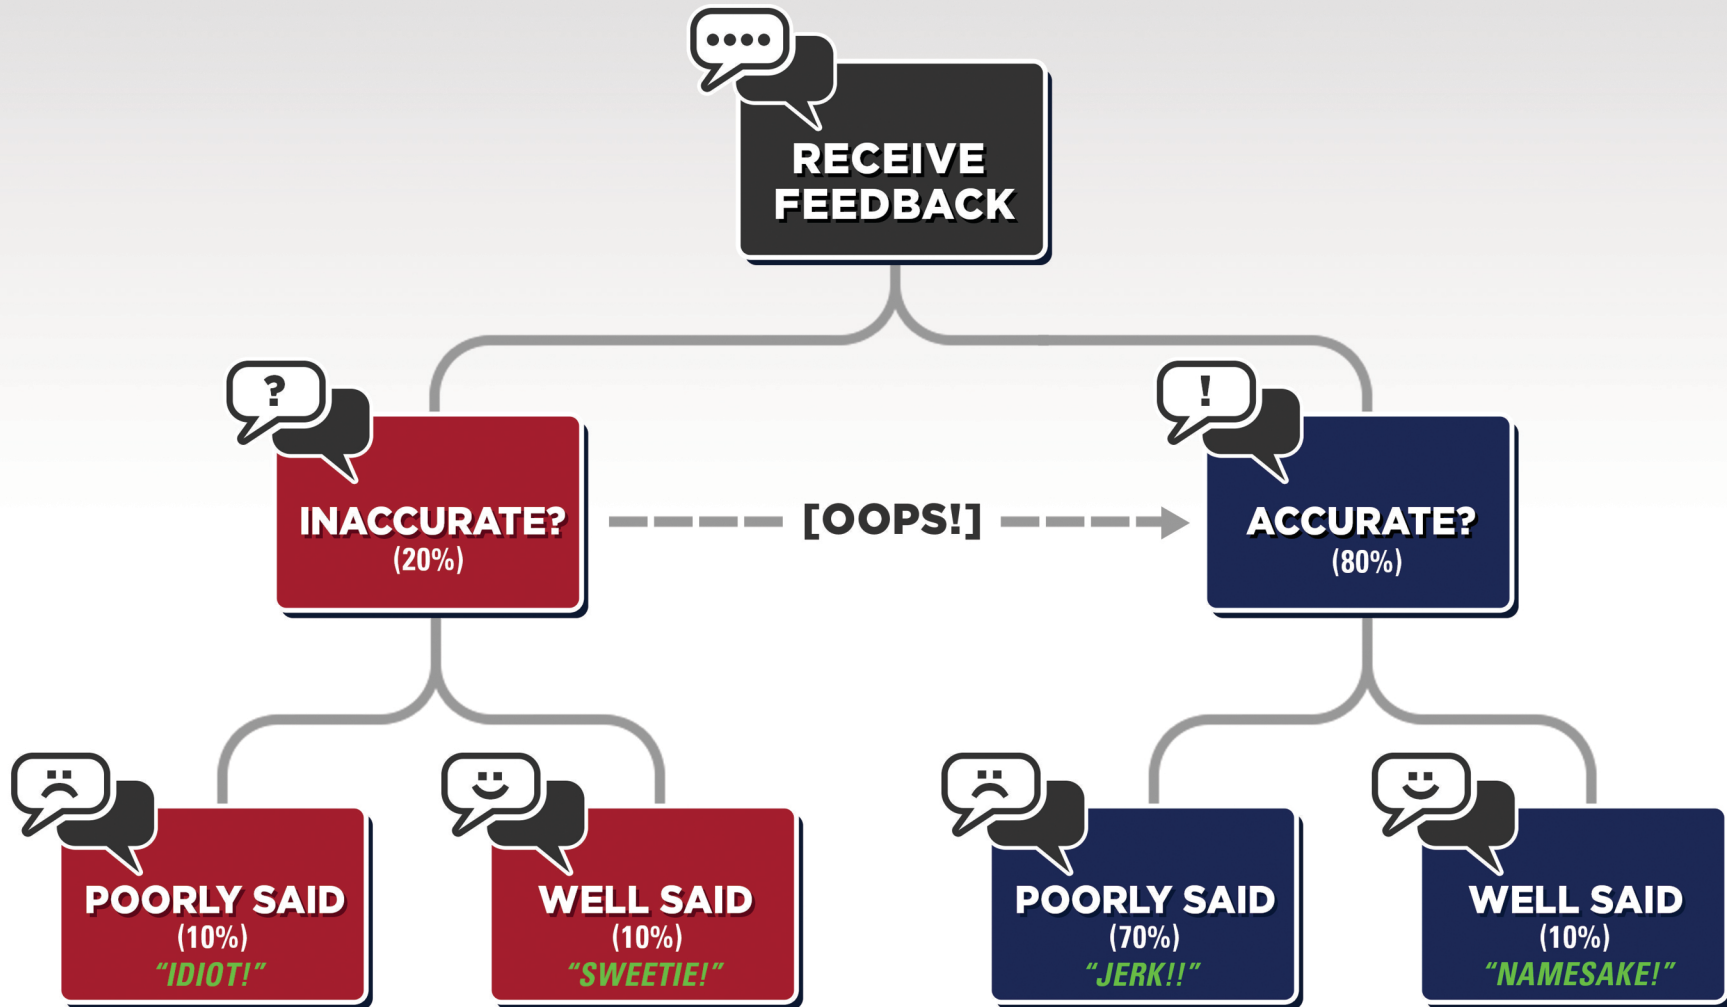 RECEIVE
FEEDBACK
?
!
INACCURATE?
(20%)
[OOPS!]
ACCURATE?
(80%)
POORLY SAID
(10%)
“IDIOT!”
WELL SAID
(10%)
“SWEETIE!”
POORLY SAID
(70%)
“JERK!!”
WELL SAID
(10%)
“NAMESAKE!”